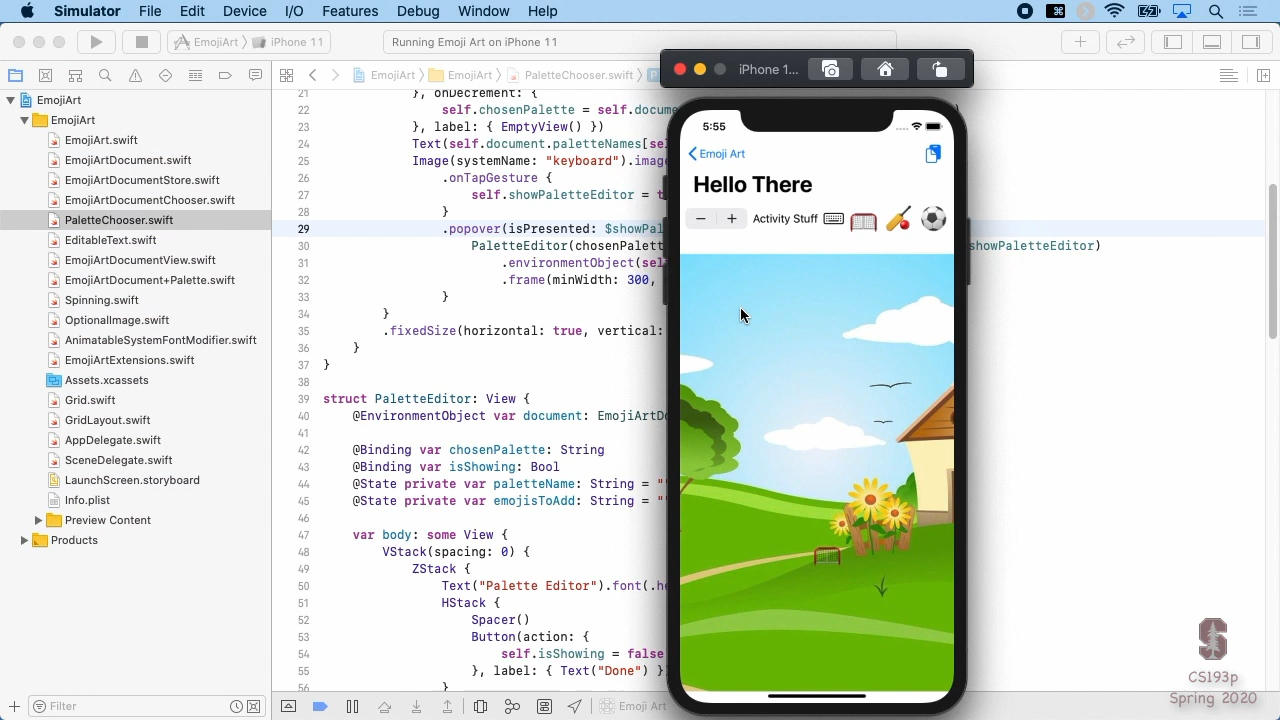 Simulator File Edit Device I/O Features Debug Window Help
EmojiArt iPhone 11 Running Emoji Art on iPhone 11
iPhone 1...
EmojiArt EmojiArt PaletteChooser.swift
EmojiArt
EmojiArt
EmojiArt.swift
EmojiArtDocument.swift
EmojiArtDocumentStore.swift
EmojiArtDocumentChooser.swift
PaletteChooser.swift
EditableText.swift
EmojiArtDocumentView.swift
EmojiArtDocument+Palette.swift
Spinning.swift
OptionalImage.swift
AnimatableSystemFontModifier.swift
EmojiArtExtensions.swift
Assets.xcassets
Grid.swift
GridLayout.swift
AppDelegate.swift
SceneDelegate.swift
LaunchScreen.storyboard
Info.plist
Preview Content
Products
Filter
21 }, onDecrement: {
22 self.chosenPalette = self.docume )
23 }, label: { EmptyView() })
24 Text(self.document.paletteNames[se
25 Image(systemName: "keyboard").imag
26 .onTapGesture {
27 self.showPaletteEditor = t
28 }
29 .popover(isPresented: $showPal
30 PaletteEditor(chosenPalett showPaletteEditor)
31 .environmentObject(sel
32 .frame(minWidth: 300,
33 }
34 }
35 .fixedSize(horizontal: true, vertical:
36 }
37 }
38
39 struct PaletteEditor: View {
40 @EnvironmentObject var document: EmojiArtDo
41
42 @Binding var chosenPalette: String
43 @Binding var isShowing: Bool
44 @State private var paletteName: String = ""
45 @State private var emojisToAdd: String = ""
46
47 var body: some View {
48 VStack(spacing: 0) {
49 ZStack {
50 Text("Palette Editor").font(.he
51 HStack {
52 Spacer()
53 Button(action: {
54 self.isShowing = false
55 }, label: { Text("Done") }
56 }
Emoji Art
5:55
Emoji Art
Hello There
− + Activity Stuff
CS193p
Spring 2020